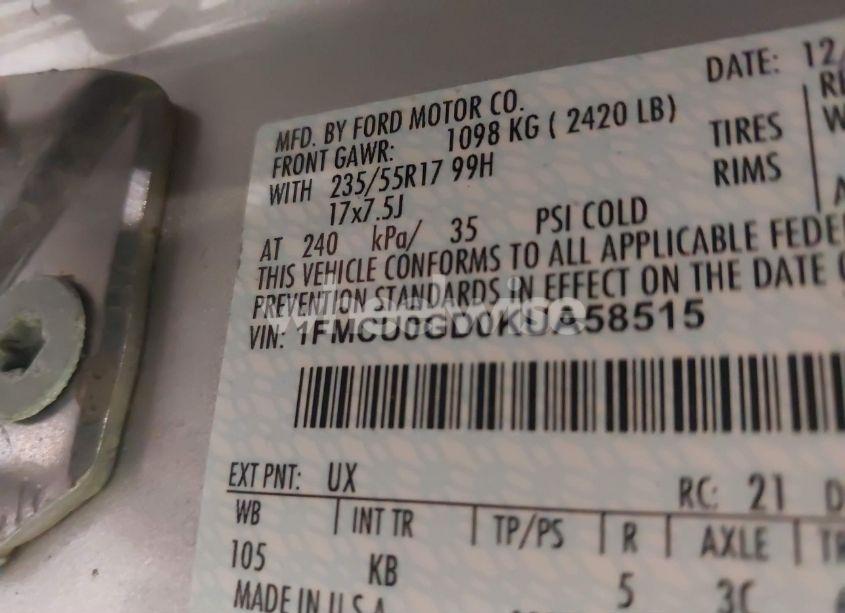 DATE: 12
MFD. BY FORD MOTOR CO.
FRONT GAWR: 1098 KG ( 2420 LB)
WITH 235/55R17 99H TIRES
17x7.5J RIMS
AT 240 kPa/ 35 PSI COLD
THIS VEHICLE CONFORMS TO ALL APPLICABLE FEDE
PREVENTION STANDARDS IN EFFECT ON THE DATE
VIN: 1FMCU0GD0KUA58515
wheelwise
EXT PNT: UX RC: 21 D
WB INT TR TP/PS R AXLE TR
105 KB 5 3C
MADE IN U.S.A.